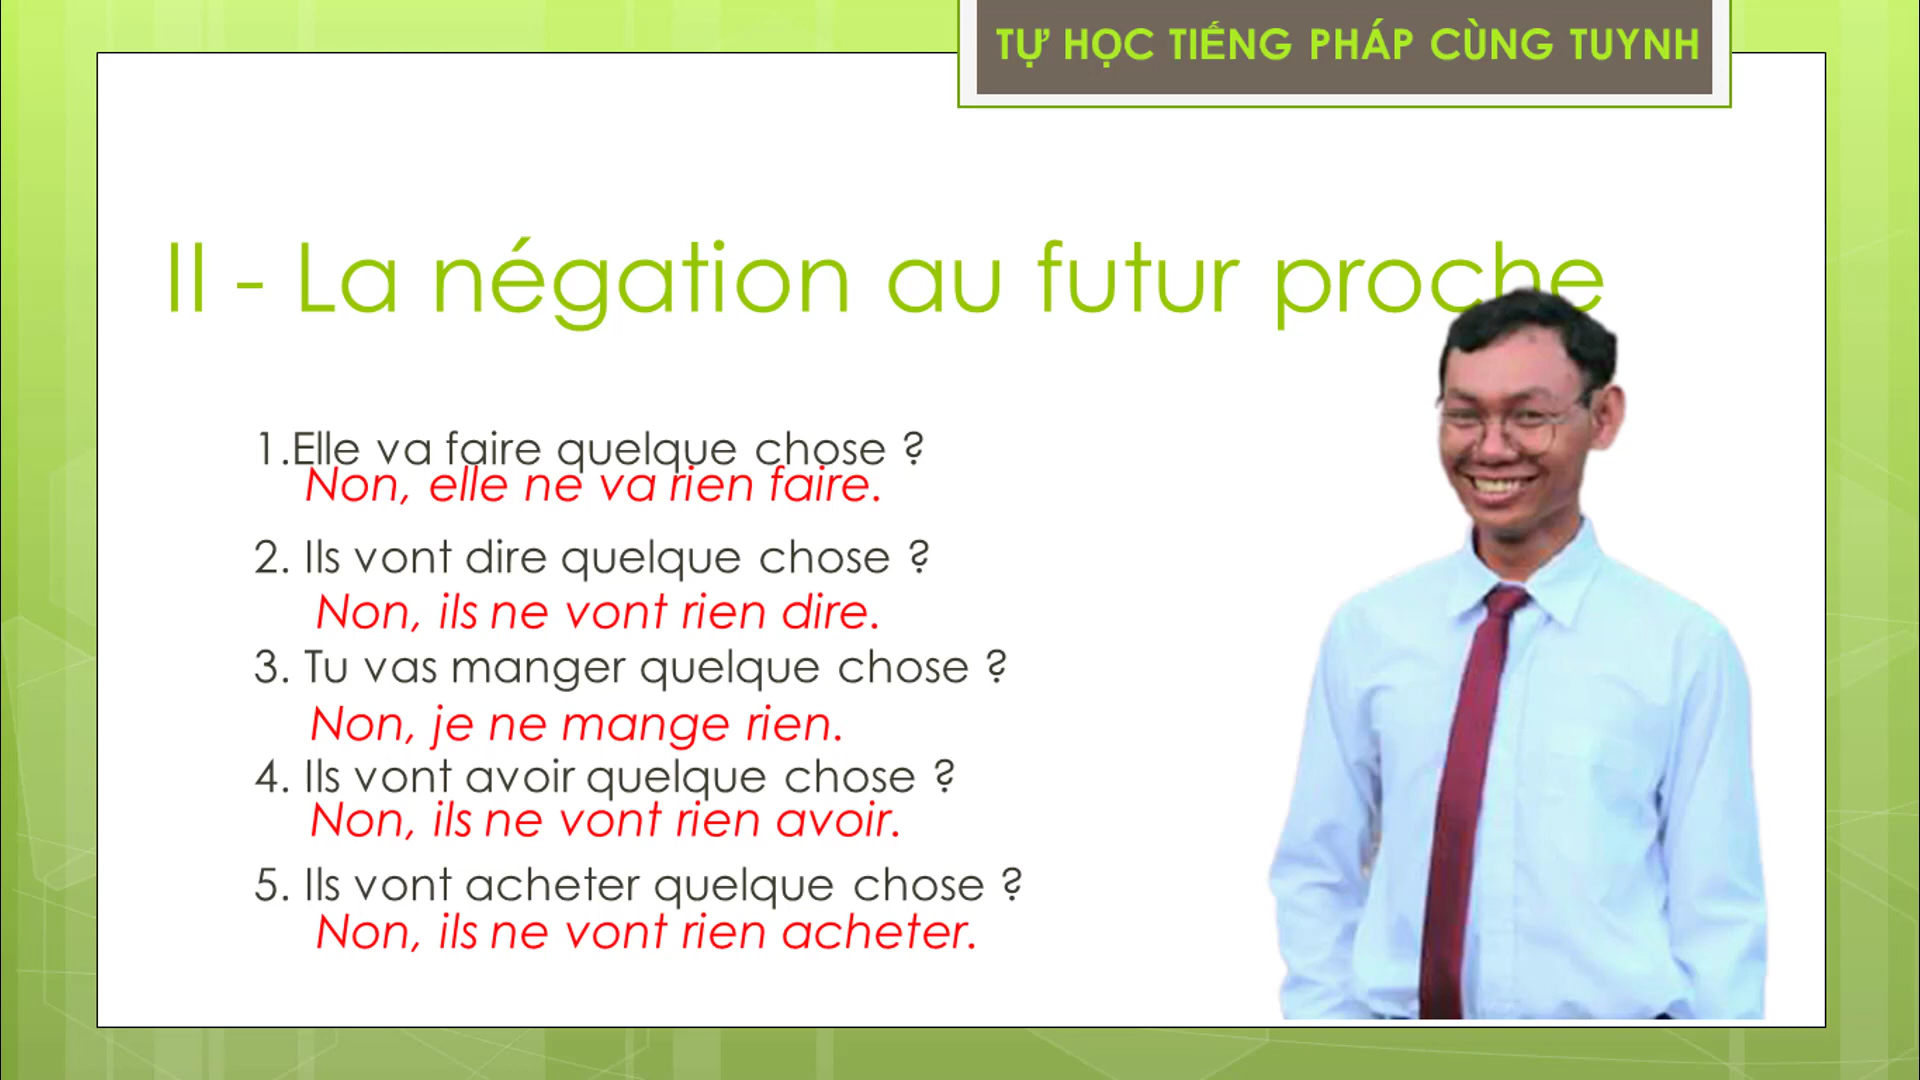 TỰ HỌC TIẾNG PHÁP CÙNG TUYNH
II - La négation au futur proche
1.Elle va faire quelque chose ?
Non, elle ne va rien faire.
2. Ils vont dire quelque chose ?
Non, ils ne vont rien dire.
3. Tu vas manger quelque chose ?
Non, je ne mange rien.
4. Ils vont avoir quelque chose ?
Non, ils ne vont rien avoir.
5. Ils vont acheter quelque chose ?
Non, ils ne vont rien acheter.